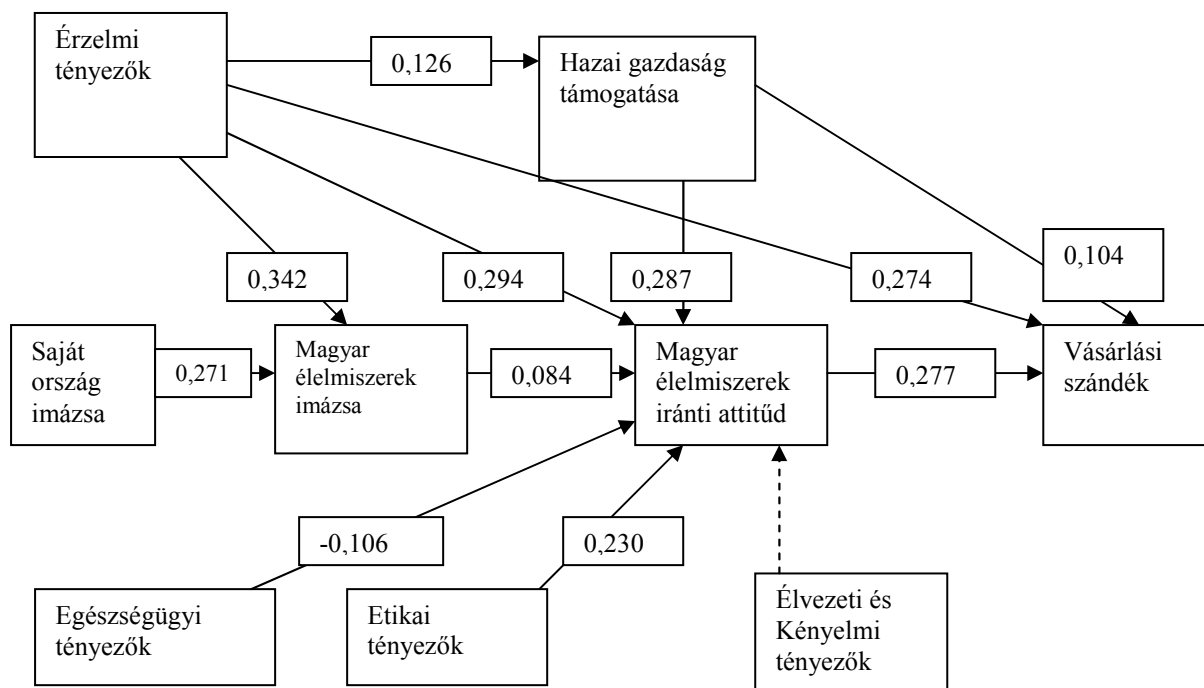 Érzelmi
tényezők
0,126
Hazai gazdaság
támogatása
0,342
0,294
0,287
0,274
0,104
Saját
ország
imázsa
0,271
Magyar
élelmiszerek
imázsa
0,084
Magyar
élelmiszerek
iránti attitűd
0,277
Vásárlási
szándék
-0,106
0,230
Egészségügyi
tényezők
Etikai
tényezők
Élvezeti és
Kényelmi
tényezők